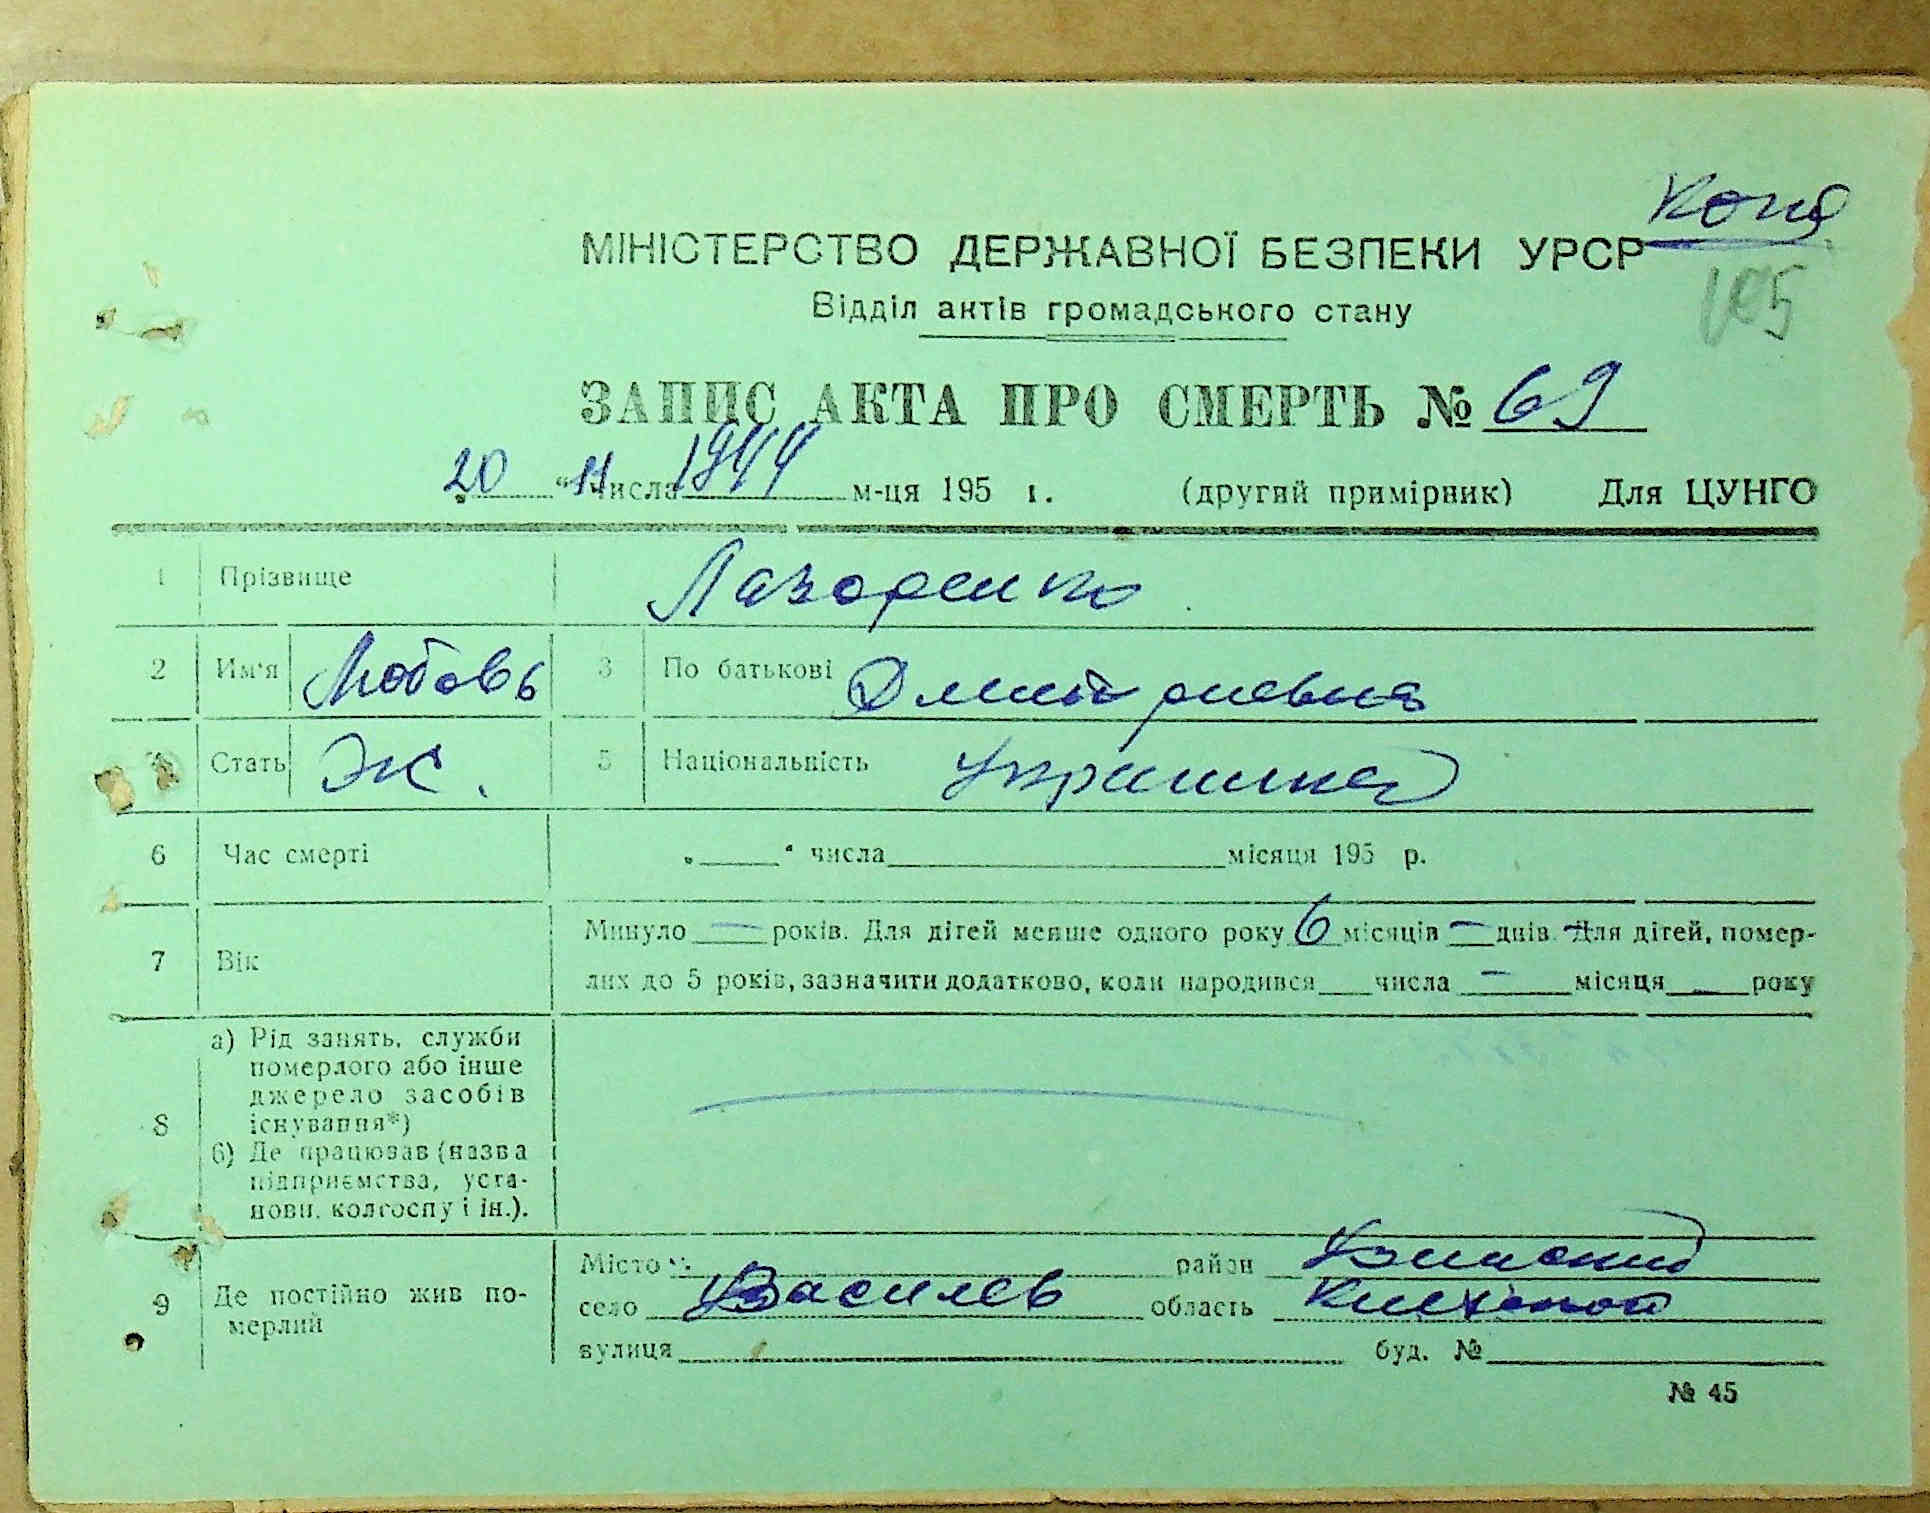 Копия
МІНІСТЕРСТВО ДЕРЖАВНОЇ БЕЗПЕКИ УРСР
105
Відділ актів громадського стану
ЗАПИС АКТА ПРО СМЕРТЬ № 69
„20“ 11 числа 1944 м-ця 195 г. (другий примірник) Для ЦУНГО
1 Прізвище Лазоренко
2 Им'я Любовь 3 По батькові Дмитриевна
4 Стать Ж. 5 Національність Украинка
6 Час смерті „ “ числа місяця 195 р.
7 Вік
Минуло — років. Для дітей менше одного року 6 місяців — днів. Для дітей, помер-
лих до 5 років, зазначити додатково, коли народився числа — місяця — року
8
а) Рід занять, служби
померлого або інше
джерело засобів
існування*)
б) Де працював (назва
підприємства, уста-
нови, колгоспу і ін.).
9 Де постійно жив по-
мерлий
Місто район Узинский
село Василев область Киевской
вулиця буд. №
№ 45